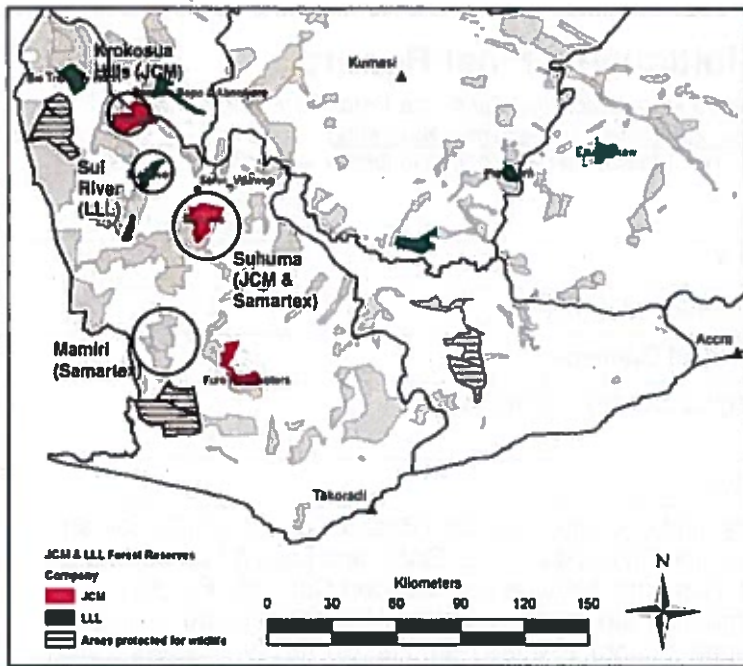 Krokosua
Hills (JCM)
Kumasi
Sui
River
(LLL)
Suhuma
(JCM &
Samartex)
Mamiri
(Samartex)
Accra
Takoradi
JCM & LLL Forest Reserves
Company
JCM
LLL
Areas protected for wildlife
Kilometers
0 30 60 90 120 150
N